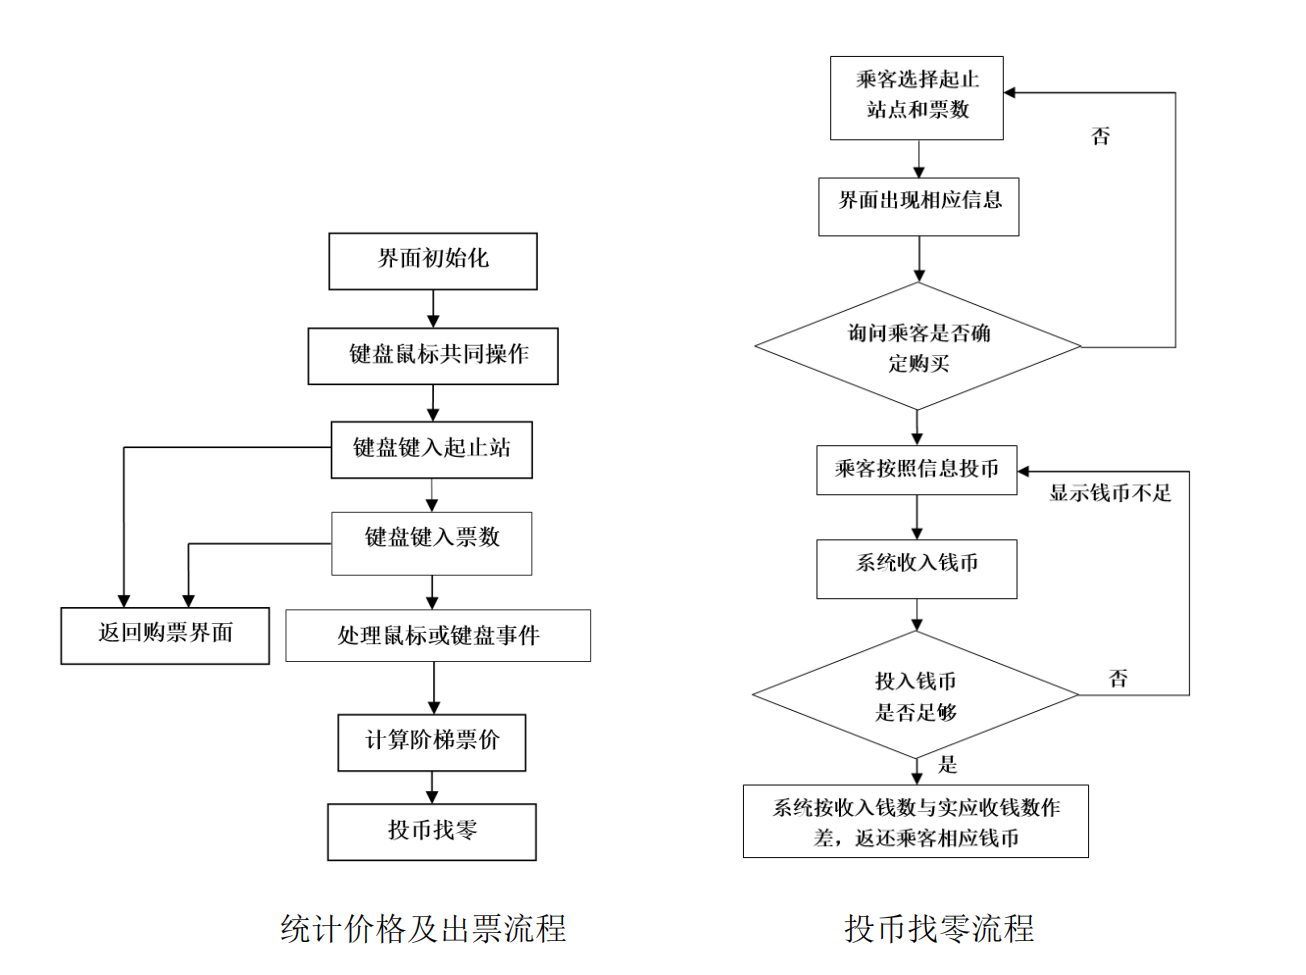 界面初始化
键盘鼠标共同操作
键盘键入起止站
键盘键入票数
返回购票界面
处理鼠标或键盘事件
计算阶梯票价
投币找零
统计价格及出票流程
乘客选择起止
站点和票数
否
界面出现相应信息
询问乘客是否确
定购买
乘客按照信息投币
显示钱币不足
系统收入钱币
投入钱币
是否足够
否
是
系统按收入钱数与实应收钱数作
差，返还乘客相应钱币
投币找零流程